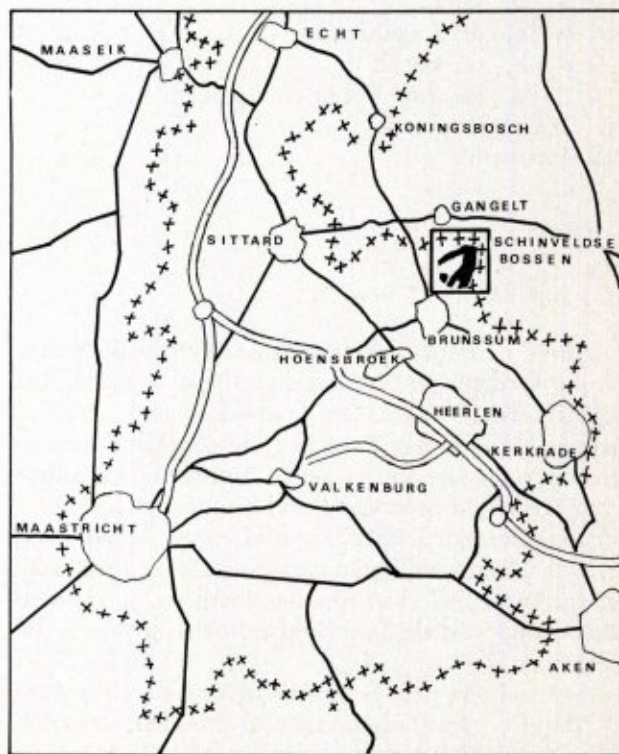 ECHT
MAASEIK
KONINGSBOSCH
GANGELT
SITTARD
SCHINVELDSE
BOSSEN
BRUNSSUM
HOENSBROEK
HEERLEN
KERKRADE
VALKENBURG
MAASTRICHT
AKEN